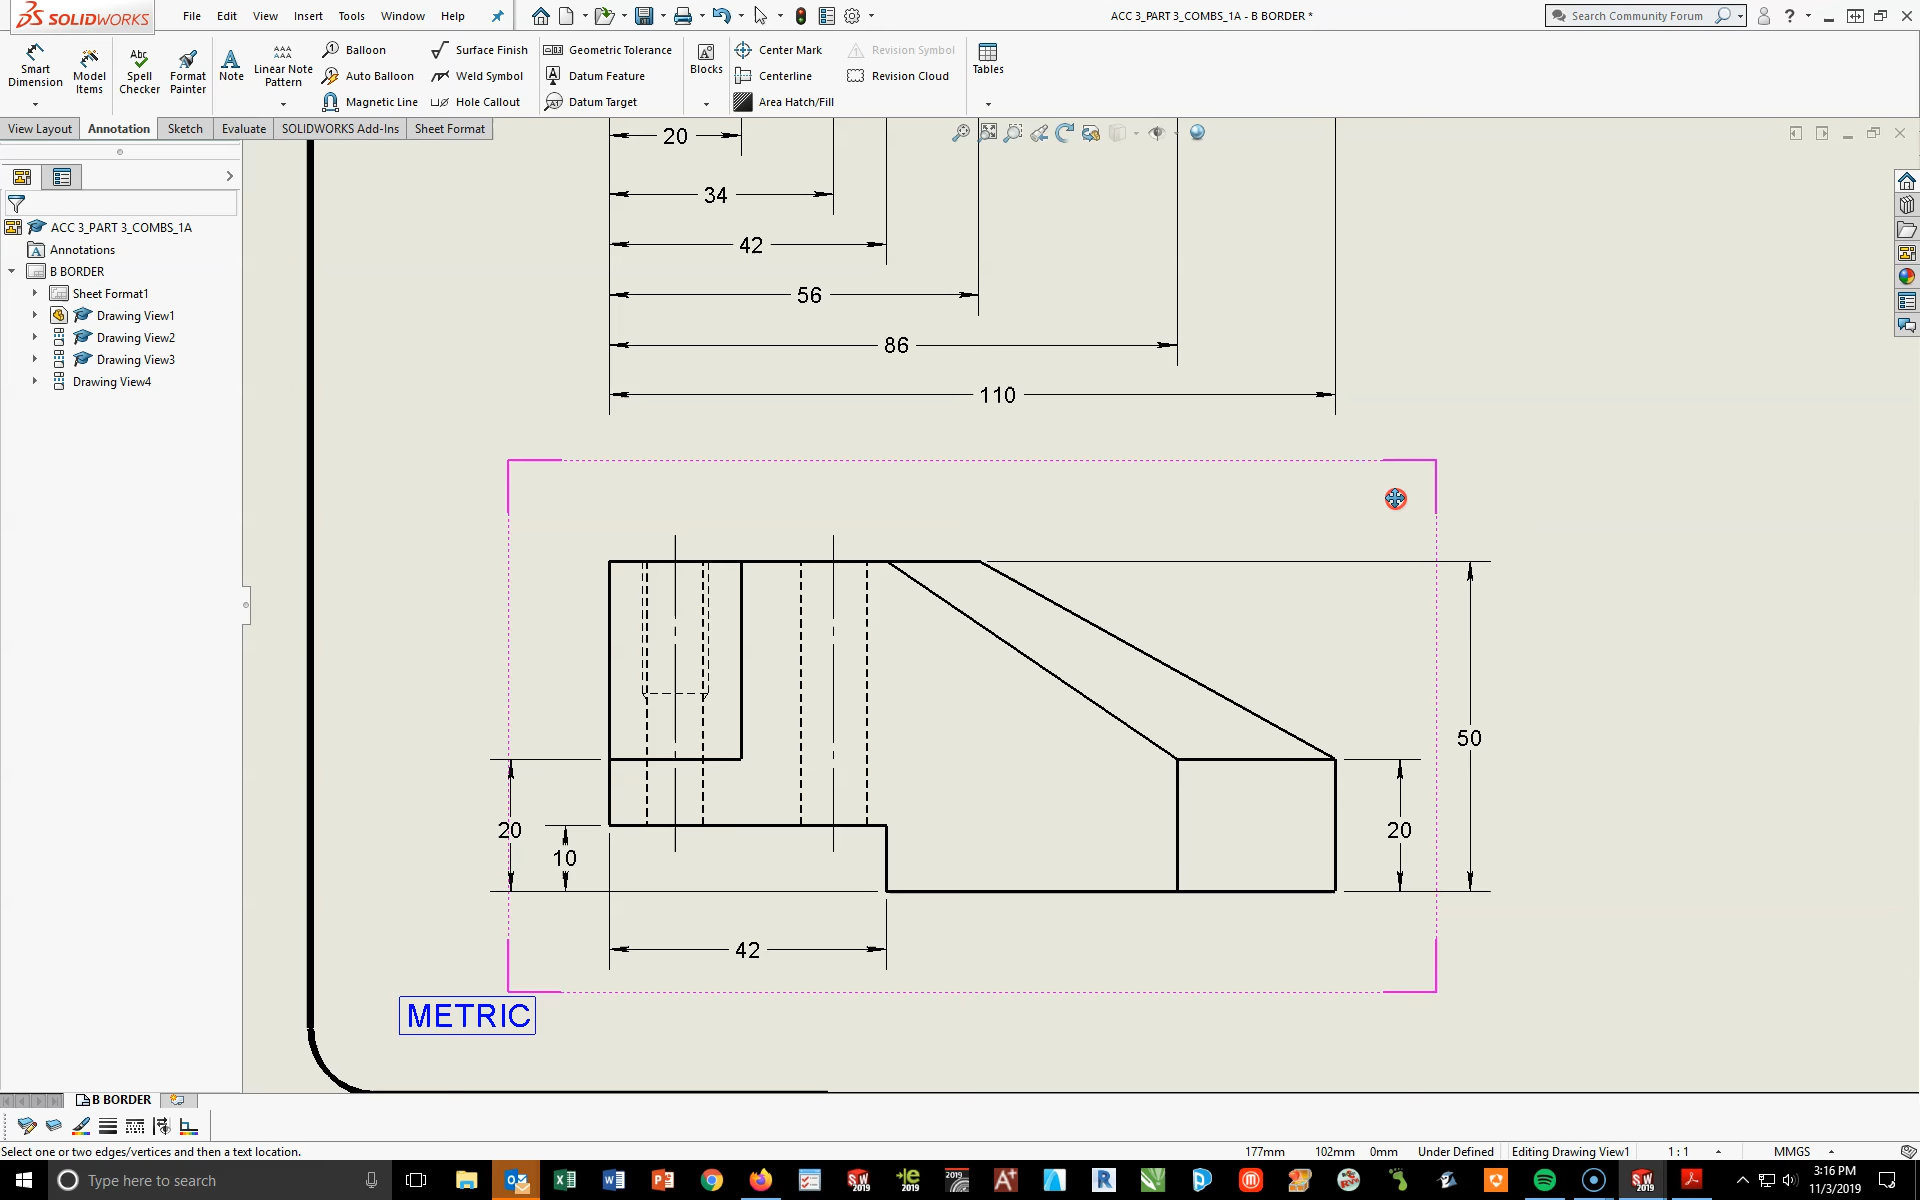 SOLIDWORKS File Edit View Insert Tools Window Help ACC 3_PART 3_COMBS_1A - B BORDER * Search Community Forum
Smart Dimension
Model Items
Abc
Spell Checker
Format Painter
A
Note
AAA
AAA
Linear Note Pattern
Balloon
Auto Balloon
Magnetic Line
Surface Finish
Weld Symbol
Hole Callout
Geometric Tolerance
Datum Feature
Datum Target
Blocks
Center Mark
Centerline
Area Hatch/Fill
Revision Symbol
Revision Cloud
Tables
View Layout Annotation Sketch Evaluate SOLIDWORKS Add-Ins Sheet Format
ACC 3_PART 3_COMBS_1A
Annotations
B BORDER
Sheet Format1
Drawing View1
Drawing View2
Drawing View3
Drawing View4
20
34
42
56
86
110
50
20
10
20
42
METRIC
B BORDER
Select one or two edges/vertices and then a text location. 177mm 102mm 0mm Under Defined Editing Drawing View1 1 : 1 MMGS
Type here to search
3:16 PM
11/3/2019